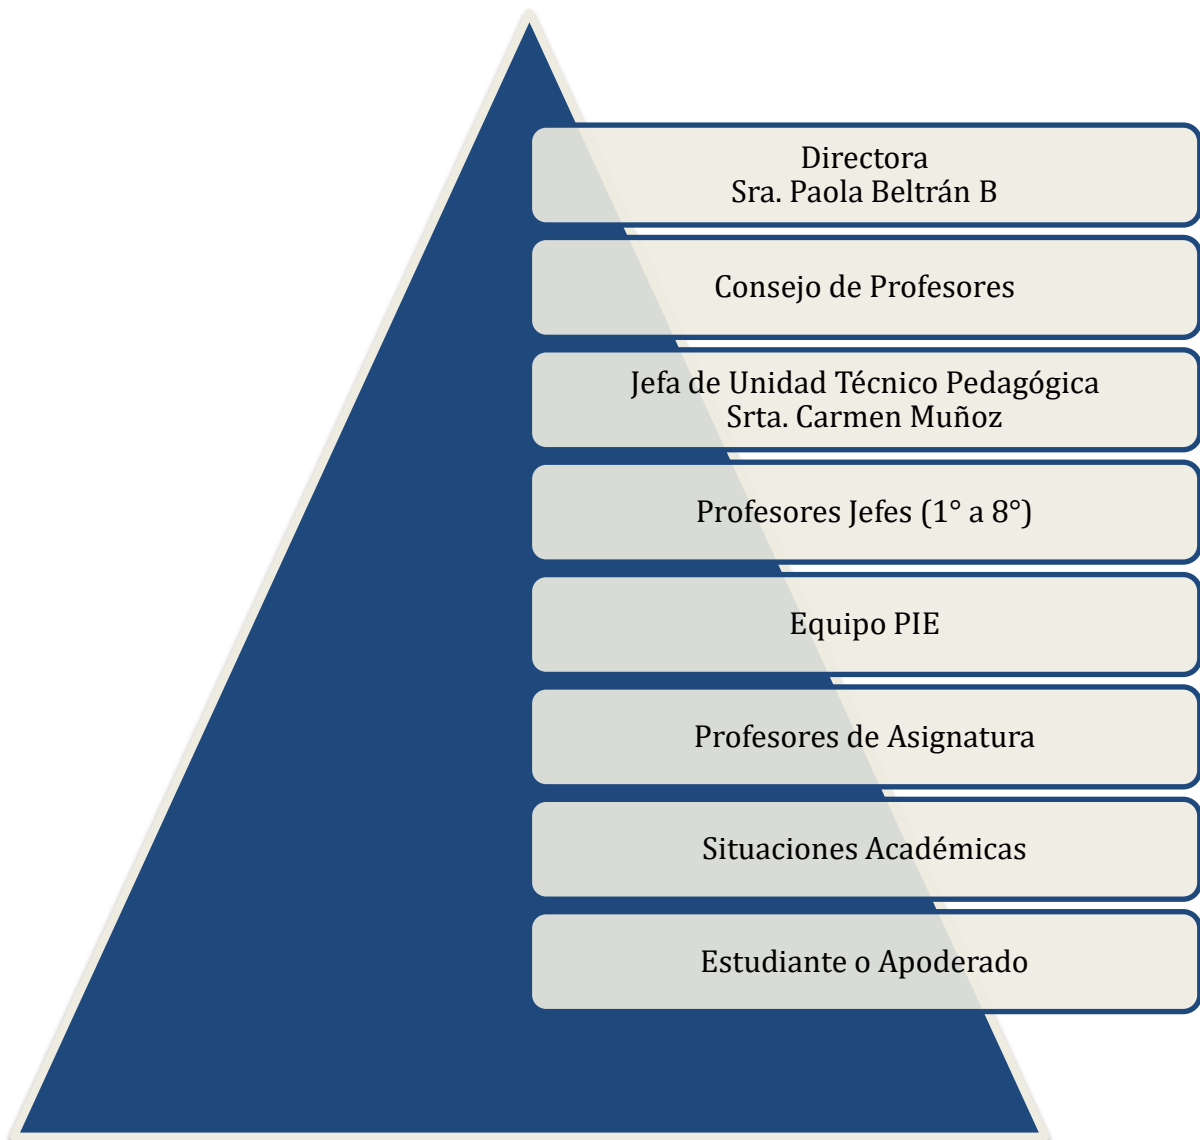 Directora
Sra. Paola Beltrán B
Consejo de Profesores
Jefa de Unidad Técnico Pedagógica
Srta. Carmen Muñoz
Profesores Jefes (1° a 8°)
Equipo PIE
Profesores de Asignatura
Situaciones Académicas
Estudiante o Apoderado